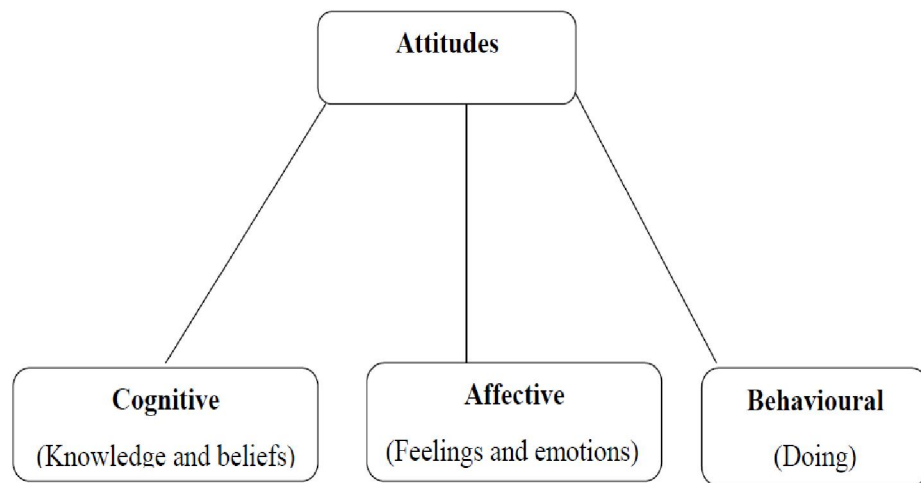 Attitudes
Cognitive
(Knowledge and beliefs)
Affective
(Feelings and emotions)
Behavioural
(Doing)